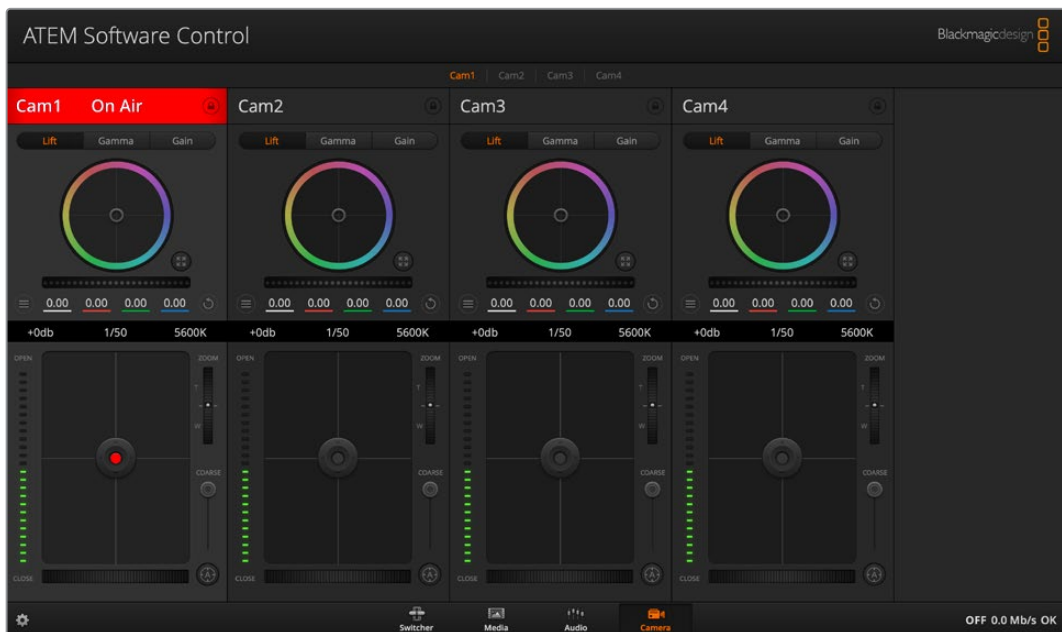 ATEM Software Control
Blackmagicdesign
Cam1 Cam2 Cam3 Cam4
Cam1 On Air
Lift Gamma Gain
0.00 0.00 0.00 0.00
+0db 1/50 5600K
OPEN ZOOM
T
W
COARSE
A
CLOSE
Cam2
Lift Gamma Gain
0.00 0.00 0.00 0.00
+0db 1/50 5600K
OPEN ZOOM
T
W
COARSE
A
CLOSE
Cam3
Lift Gamma Gain
0.00 0.00 0.00 0.00
+0db 1/50 5600K
OPEN ZOOM
T
W
COARSE
A
CLOSE
Cam4
Lift Gamma Gain
0.00 0.00 0.00 0.00
+0db 1/50 5600K
OPEN ZOOM
T
W
COARSE
A
CLOSE
Switcher Media Audio Camera
OFF 0.0 Mb/s OK